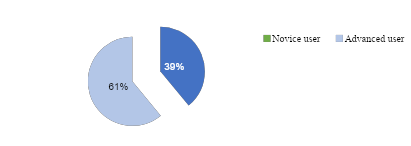 39%
61%
Novice user
Advanced user